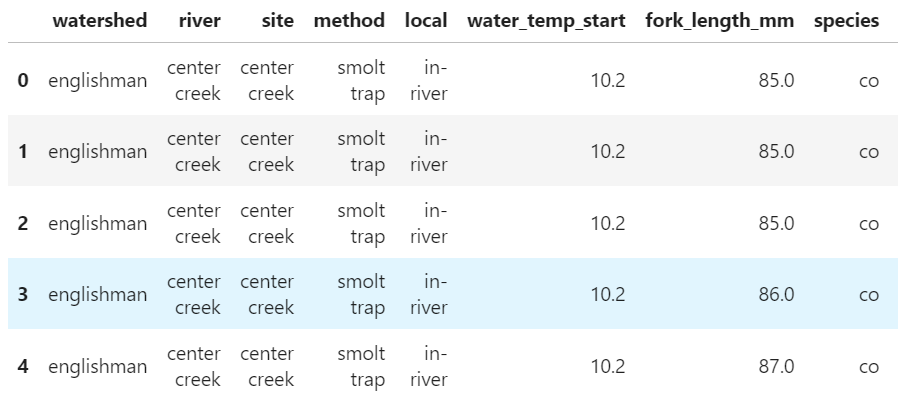 watershed river site method local water_temp_start fork_length_mm species
0 englishman center creek center creek smolt trap in-river 10.2 85.0 co
1 englishman center creek center creek smolt trap in-river 10.2 85.0 co
2 englishman center creek center creek smolt trap in-river 10.2 85.0 co
3 englishman center creek center creek smolt trap in-river 10.2 86.0 co
4 englishman center creek center creek smolt trap in-river 10.2 87.0 co